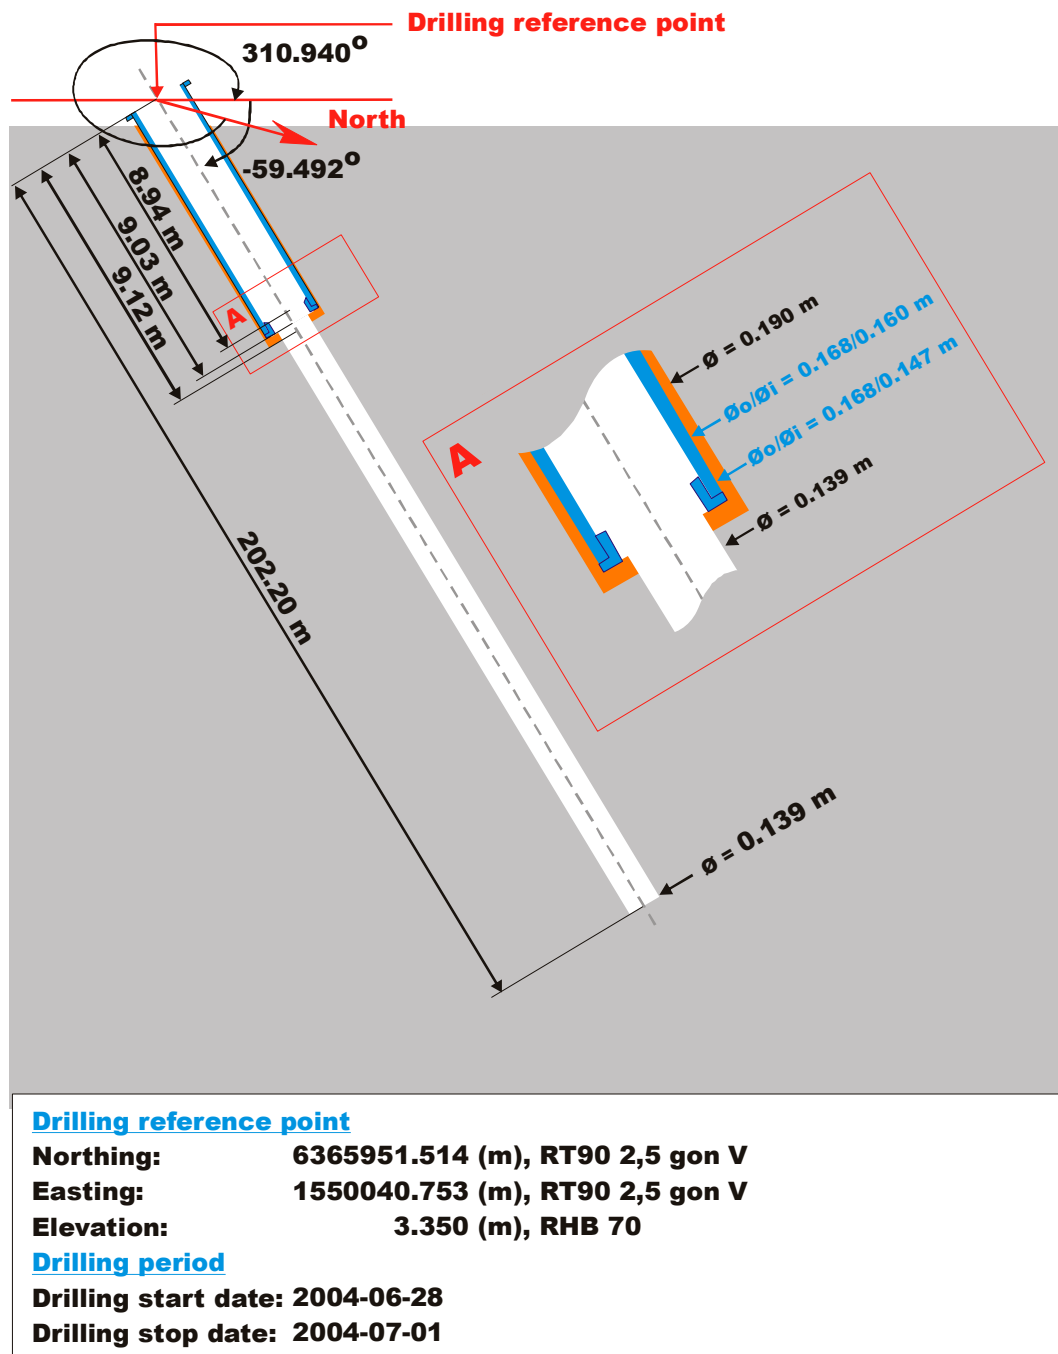 Drilling reference point
310.940°
North
-59.492°
8.94 m
9.03 m
9.12 m
A
202.20 m
A
Ø = 0.190 m
Øo/Øi = 0.168/0.160 m
Øo/Øi = 0.168/0.147 m
Ø = 0.139 m
Ø = 0.139 m
Drilling reference point
Northing: 6365951.514 (m), RT90 2,5 gon V
Easting: 1550040.753 (m), RT90 2,5 gon V
Elevation: 3.350 (m), RHB 70
Drilling period
Drilling start date: 2004-06-28
Drilling stop date: 2004-07-01